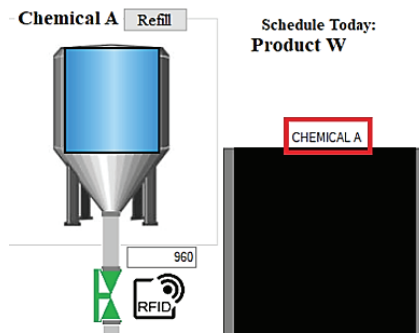 Chemical A
Refill
Schedule Today:
Product W
CHEMICAL A
960
RFID